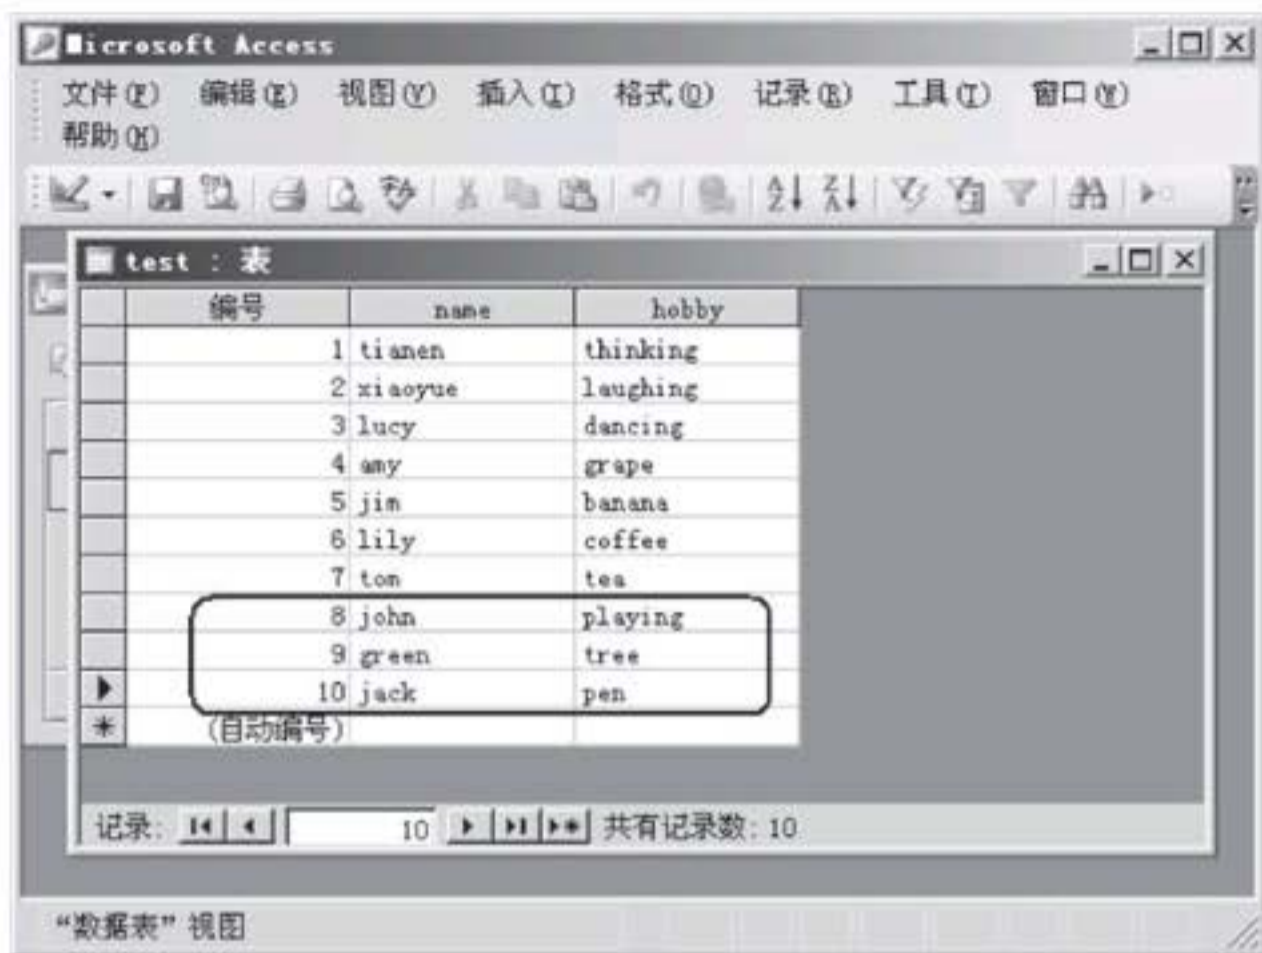 Microsoft Access
文件(F) 编辑(E) 视图(V) 插入(I) 格式(O) 记录(R) 工具(T) 窗口(W)
帮助(H)
test : 表
编号 name hobby
1 tianen thinking
2 xiaoyue laughing
3 lucy dancing
4 amy grape
5 jim banana
6 lily coffee
7 tom tea
8 john playing
9 green tree
10 jack pen
(自动编号)
记录: 10 共有记录数: 10
“数据表” 视图